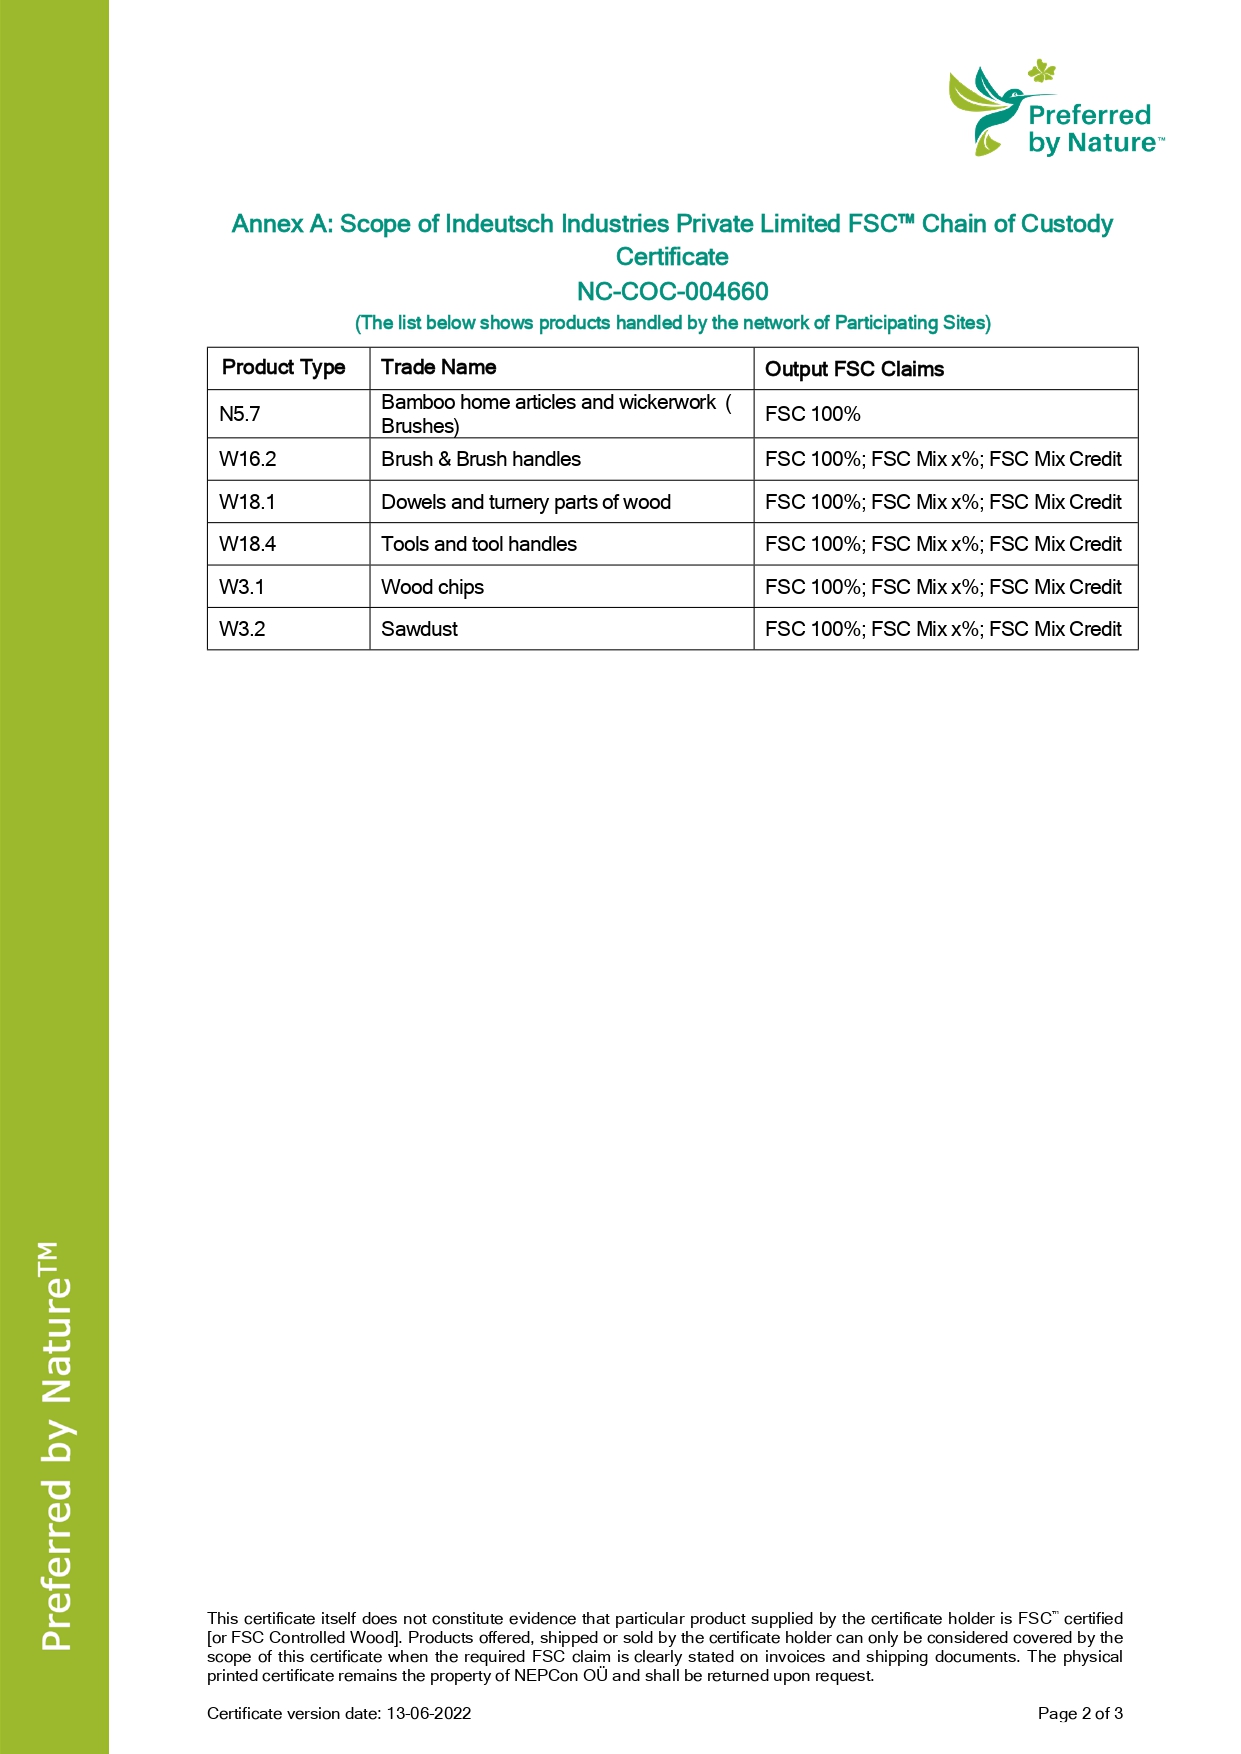 Preferred
by Nature™
Annex A: Scope of Indeutsch Industries Private Limited FSC™ Chain of Custody
Certificate
NC-COC-004660
(The list below shows products handled by the network of Participating Sites)
Product Type Trade Name Output FSC Claims
N5.7 Bamboo home articles and wickerwork ( FSC 100%
Brushes)
W16.2 Brush & Brush handles FSC 100%; FSC Mix x%; FSC Mix Credit
W18.1 Dowels and turnery parts of wood FSC 100%; FSC Mix x%; FSC Mix Credit
W18.4 Tools and tool handles FSC 100%; FSC Mix x%; FSC Mix Credit
W3.1 Wood chips FSC 100%; FSC Mix x%; FSC Mix Credit
W3.2 Sawdust FSC 100%; FSC Mix x%; FSC Mix Credit
Preferred by Nature™
This certificate itself does not constitute evidence that particular product supplied by the certificate holder is FSC™ certified
[or FSC Controlled Wood]. Products offered, shipped or sold by the certificate holder can only be considered covered by the
scope of this certificate when the required FSC claim is clearly stated on invoices and shipping documents. The physical
printed certificate remains the property of NEPCon OÜ and shall be returned upon request.
Certificate version date: 13-06-2022 Page 2 of 3